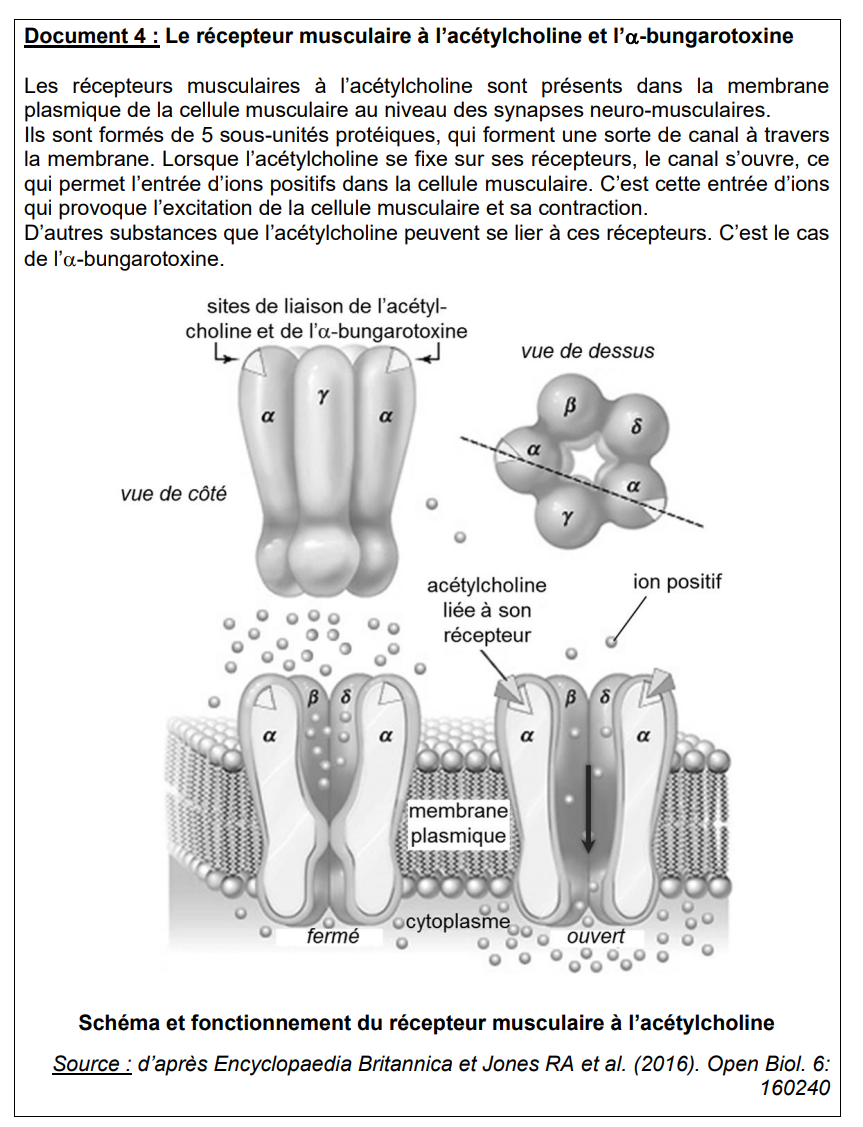 Document 4 : Le récepteur musculaire à l’acétylcholine et l’α-bungarotoxine
Les récepteurs musculaires à l’acétylcholine sont présents dans la membrane
plasmique de la cellule musculaire au niveau des synapses neuro-musculaires.
Ils sont formés de 5 sous-unités protéiques, qui forment une sorte de canal à travers
la membrane. Lorsque l’acétylcholine se fixe sur ses récepteurs, le canal s’ouvre, ce
qui permet l’entrée d’ions positifs dans la cellule musculaire. C’est cette entrée d’ions
qui provoque l’excitation de la cellule musculaire et sa contraction.
D’autres substances que l’acétylcholine peuvent se lier à ces récepteurs. C’est le cas
de l’α-bungarotoxine.
sites de liaison de l’acétyl-
choline et de l’α-bungarotoxine
vue de dessus
α
γ
α
β
δ
α
α
γ
vue de côté
acétylcholine
liée à son
récepteur
ion positif
β
δ
α
α
β
δ
α
α
membrane
plasmique
cytoplasme
fermé
ouvert
Schéma et fonctionnement du récepteur musculaire à l’acétylcholine
Source : d’après Encyclopaedia Britannica et Jones RA et al. (2016). Open Biol. 6:
160240